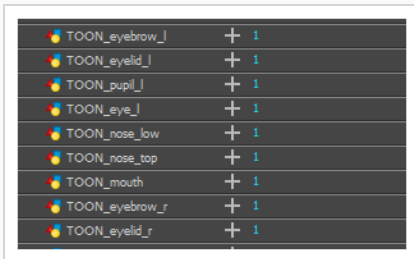 TOON_eyebrow_l 1
TOON_eyelid_l 1
TOON_pupil_l 1
TOON_eye_l 1
TOON_nose_low 1
TOON_nose_top 1
TOON_mouth 1
TOON_eyebrow_r 1
TOON_eyelid_r 1